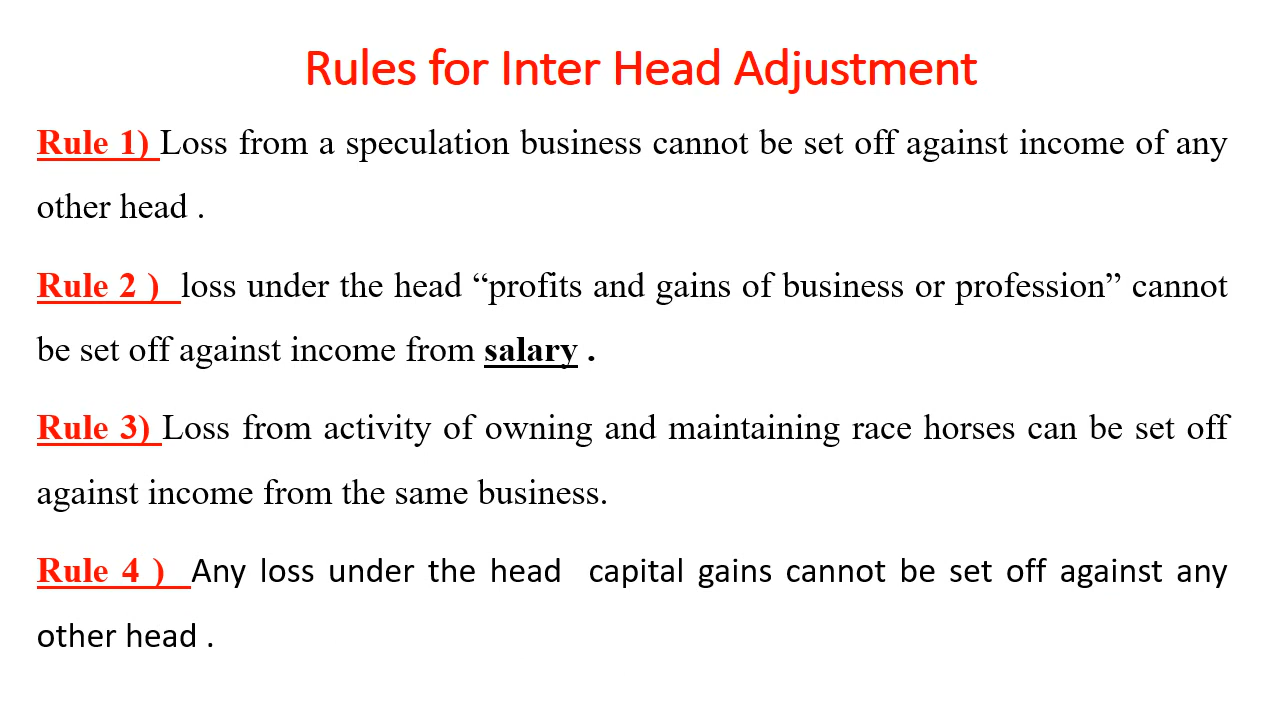 Rules for Inter Head Adjustment
Rule 1) Loss from a speculation business cannot be set off against income of any
other head .
Rule 2 ) loss under the head “profits and gains of business or profession” cannot
be set off against income from salary .
Rule 3) Loss from activity of owning and maintaining race horses can be set off
against income from the same business.
Rule 4 ) Any loss under the head capital gains cannot be set off against any
other head .